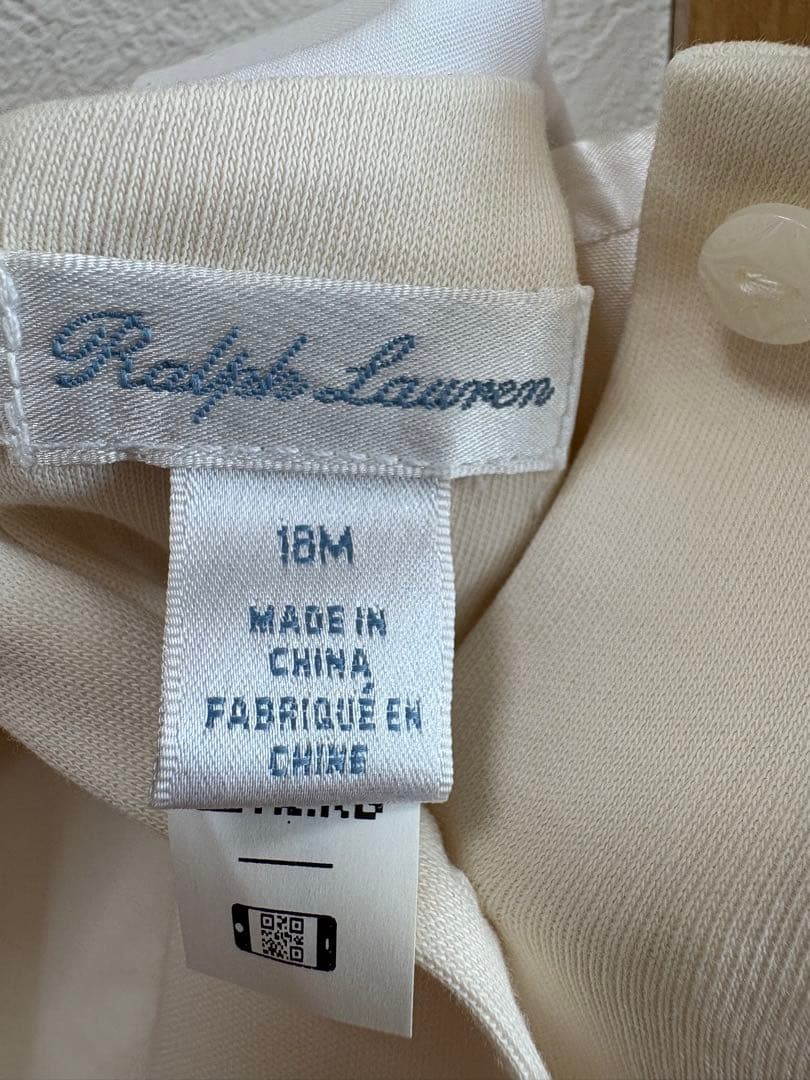 Ralph Lauren
18M
MADE IN
CHINA
FABRIQUÉ EN
CHINE